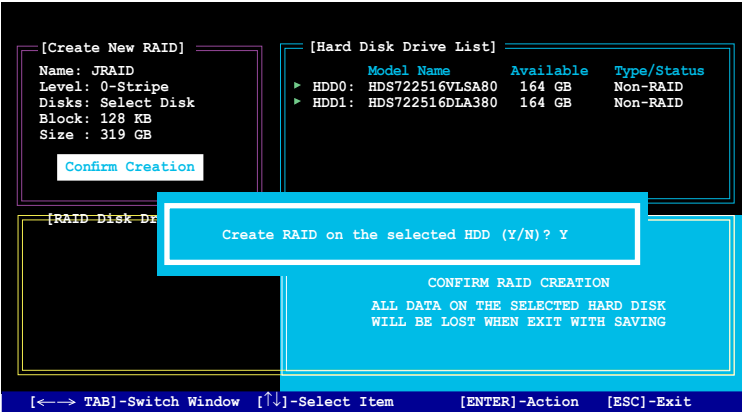 [Create New RAID]
Name: JRAID
Level: 0-Stripe
Disks: Select Disk
Block: 128 KB
Size : 319 GB
Confirm Creation
[Hard Disk Drive List]
Model Name Available Type/Status
HDD0: HDS722516VLSA80 164 GB Non-RAID
HDD1: HDS722516DLA380 164 GB Non-RAID
[RAID Disk Dr
Create RAID on the selected HDD (Y/N)? Y
CONFIRM RAID CREATION
ALL DATA ON THE SELECTED HARD DISK
WILL BE LOST WHEN EXIT WITH SAVING
[←→ TAB]-Switch Window [↑↓]-Select Item [ENTER]-Action [ESC]-Exit